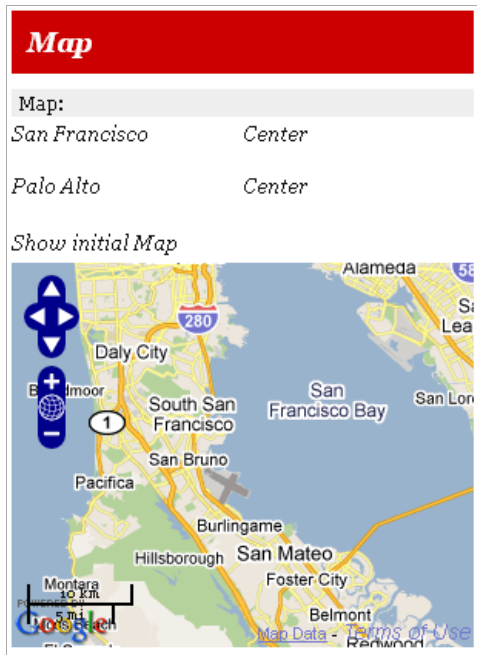 Map
Map:
San Francisco Center
Palo Alto Center
Show initial Map
Alameda
280
Daly City
South San
Francisco
San
Francisco Bay
1
San Bruno
Pacifica
Burlingame
Hillsborough
San Mateo
Foster City
Montara
10 km
POWERED BY
5 mi
Google
Belmont
Map Data - Terms of Use